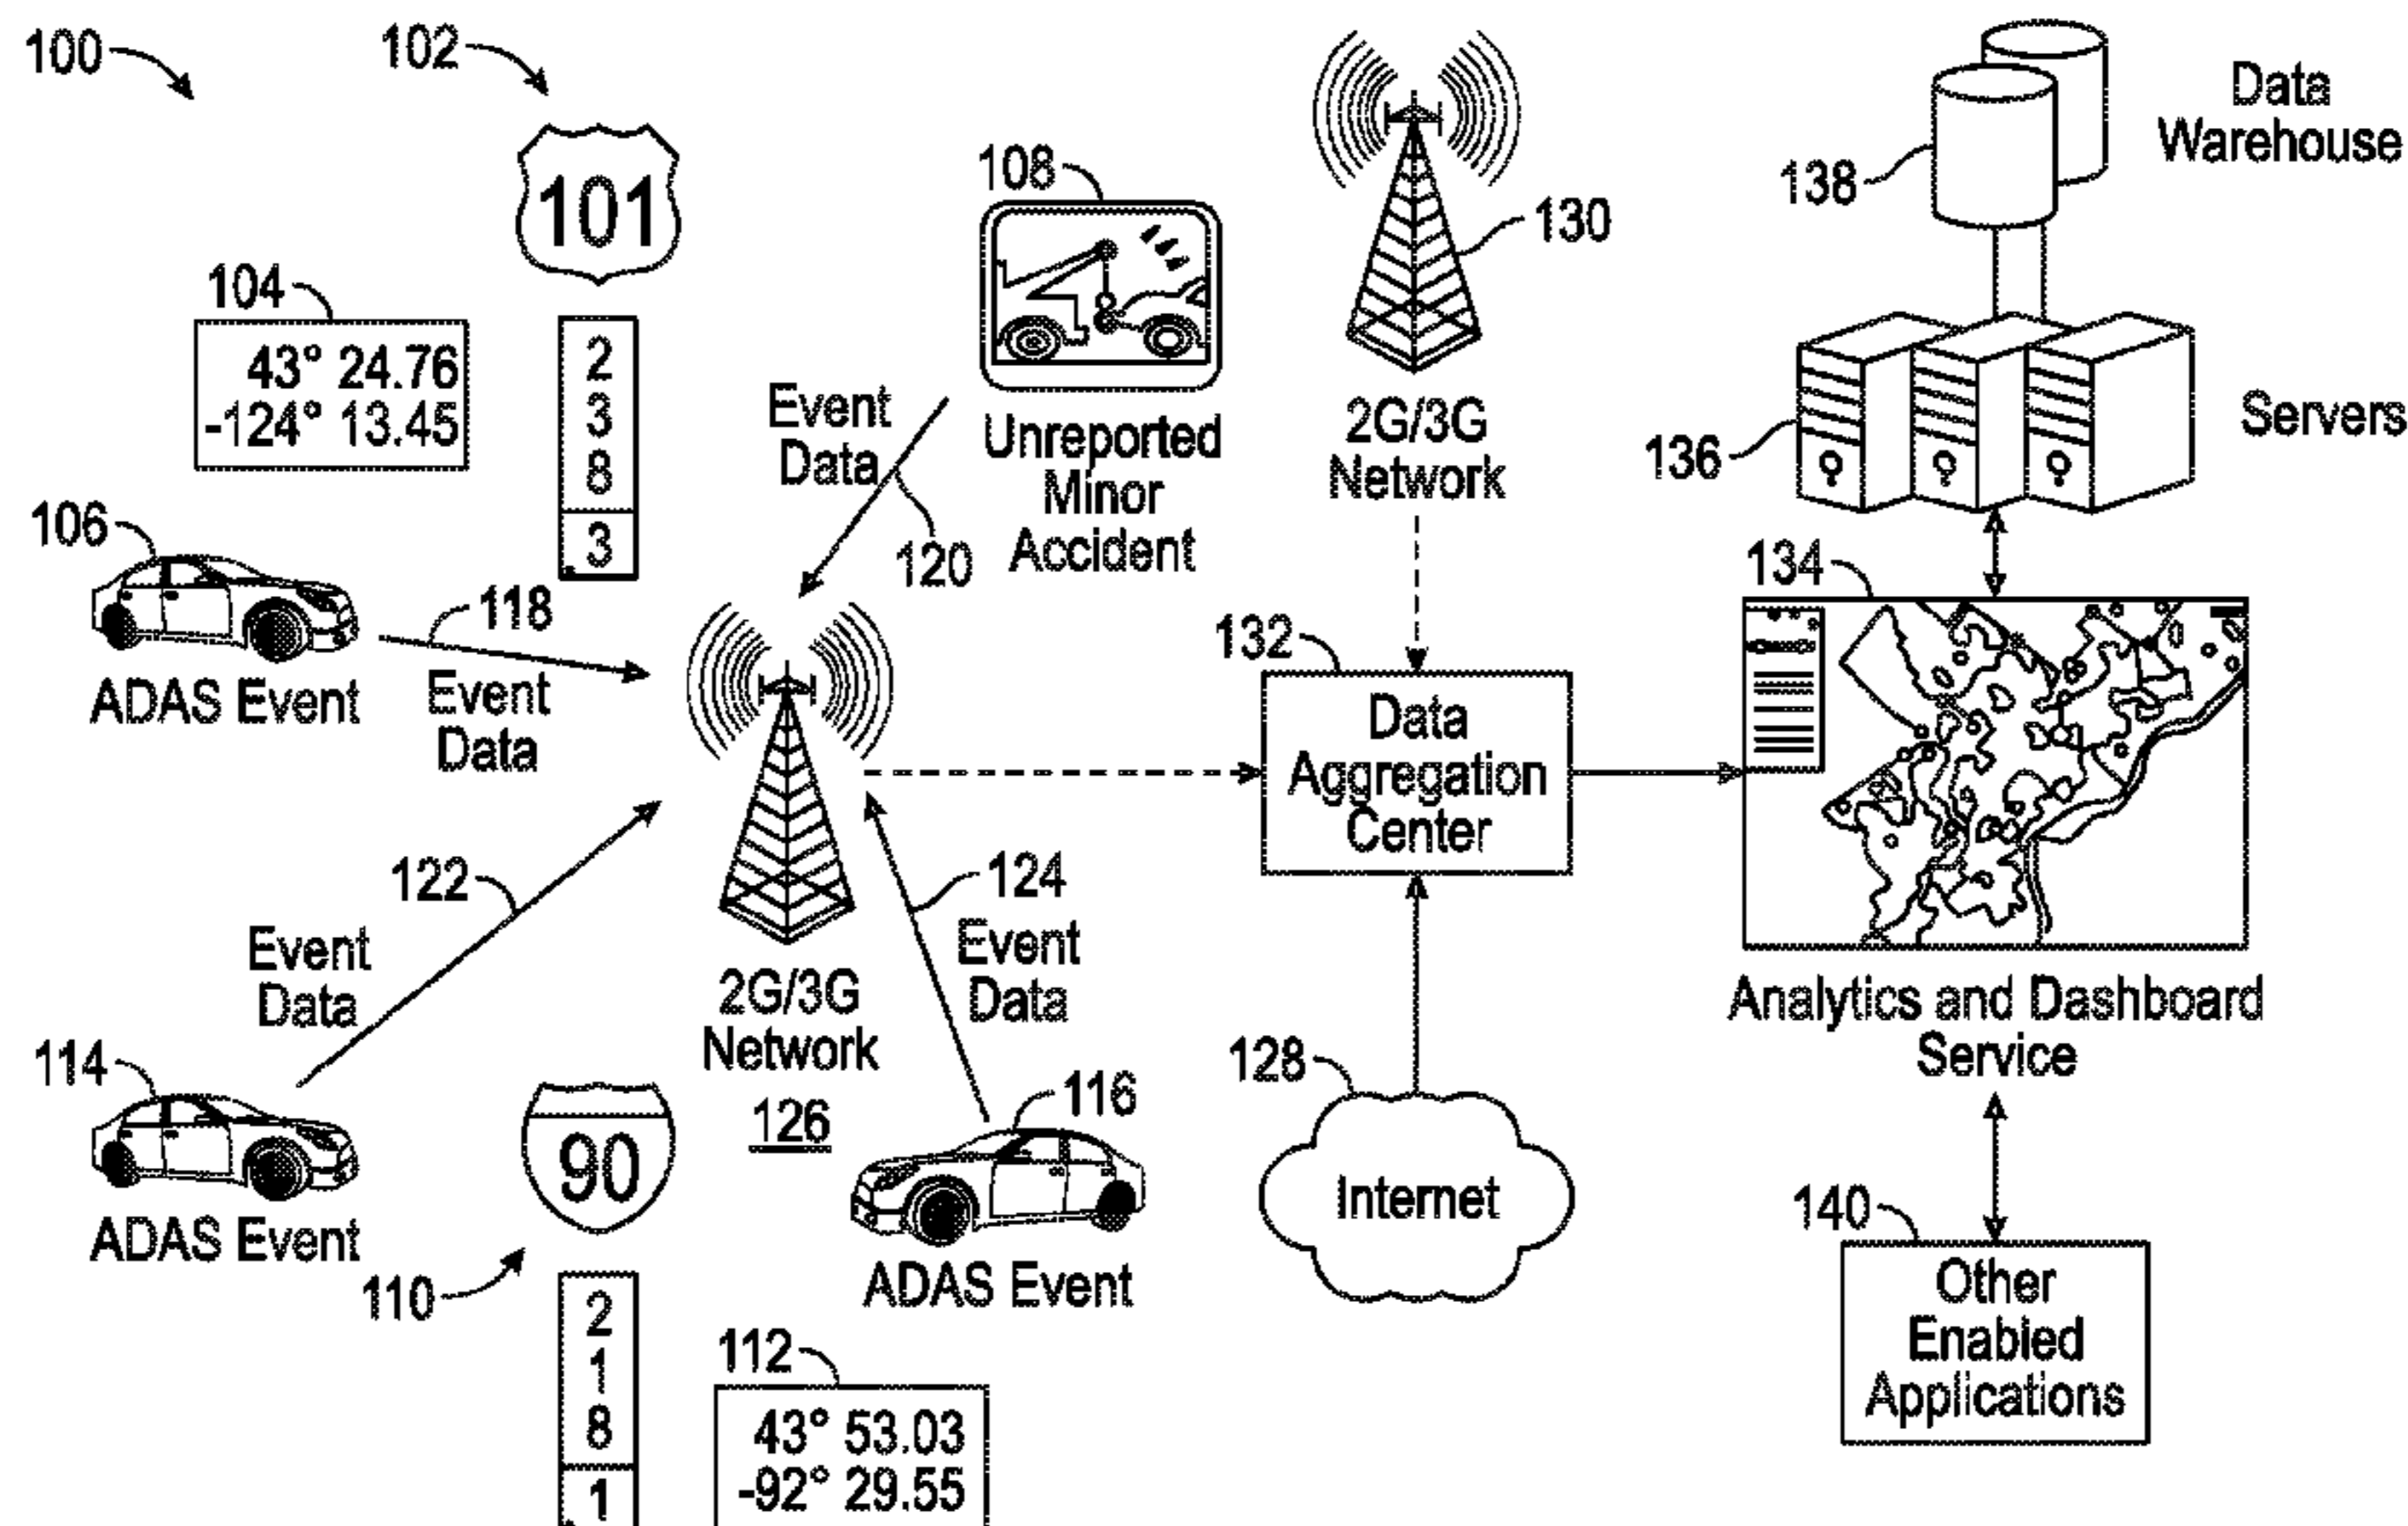 100
102
101
104
43° 24.76
-124° 13.45
2
3
8
3
106
ADAS Event
118
Event
Data
108
Unreported
Minor
Accident
Event
Data
120
130
2G/3G
Network
138
Data
Warehouse
136
Servers
134
Analytics and Dashboard
Service
132
Data
Aggregation
Center
122
Event
Data
124
Event
Data
2G/3G
Network
126
114
ADAS Event
90
110
2
1
8
1
116
ADAS Event
112
43° 53.03
-92° 29.55
128
Internet
140
Other
Enabled
Applications